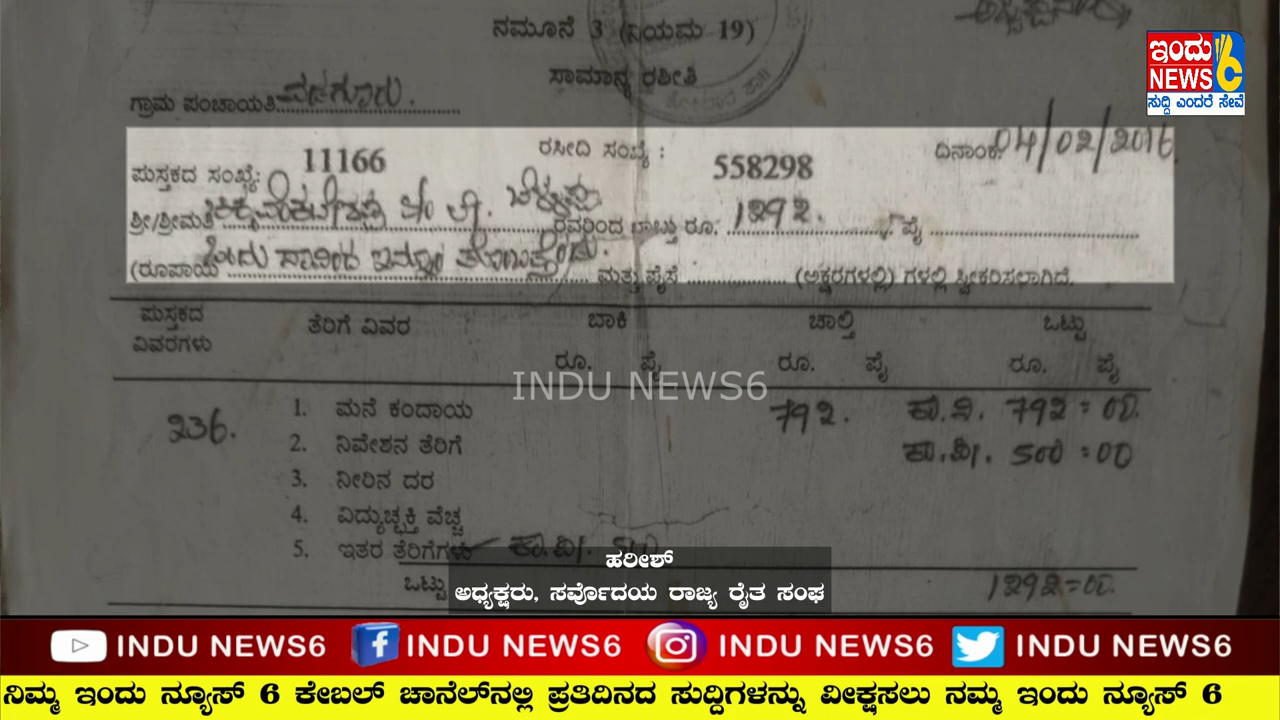 ನಮೂನೆ 3 (ನಿಯಮ 19)
ಇಂದು
NEWS 6
ಸುದ್ದಿ ಎಂದರೆ ಸೇವೆ
ಸಾಮಾನ್ಯ ರಶೀತಿ
ಗ್ರಾಮ ಪಂಚಾಯತಿ ವಡಗೂರು.
ಪುಸ್ತಕದ ಸಂಖ್ಯೆ: 11166 ರಸೀದಿ ಸಂಖ್ಯೆ : 558298 ದಿನಾಂಕ: 04/02/2016
ಶ್ರೀ/ಶ್ರೀಮತಿ ರವರಿಂದ ಬಾಬ್ತು ರೂ. 1292. ಪೈ
(ರೂಪಾಯಿ ಒಂದು ಸಾವಿರ ಮತ್ತು ಪೈಸೆ (ಅಕ್ಷರಗಳಲ್ಲಿ) ಗಳಲ್ಲಿ ಸ್ವೀಕರಿಸಲಾಗಿದೆ.
ಪುಸ್ತಕದ ವಿವರಗಳು ತೆರಿಗೆ ವಿವರ ಬಾಕಿ ಚಾಲ್ತಿ ಒಟ್ಟು
ರೂ. ಪೈ ರೂ. ಪೈ ರೂ. ಪೈ
INDU NEWS6
236. 1. ಮನೆ ಕಂದಾಯ 792. ಕಾ.ವಿ. 792=00.
2. ನಿವೇಶನ ತೆರಿಗೆ ಕಾ.ವಿ. 500=00
3. ನೀರಿನ ದರ
4. ವಿದ್ಯುಚ್ಛಕ್ತಿ ವೆಚ್ಚ
5. ಇತರ ತೆರಿಗೆಗಳು ಕಾ.ವಿ.
ಒಟ್ಟು 1292=00.
ಹರೀಶ್
ಅಧ್ಯಕ್ಷರು, ಸರ್ವೊದಯ ರಾಜ್ಯ ರೈತ ಸಂಘ
INDU NEWS6 INDU NEWS6 INDU NEWS6 INDU NEWS6
ನಿಮ್ಮ ಇಂದು ನ್ಯೂಸ್ 6 ಕೇಬಲ್ ಚಾನೆಲ್‌ನಲ್ಲಿ ಪ್ರತಿದಿನದ ಸುದ್ದಿಗಳನ್ನು ವೀಕ್ಷಿಸಲು ನಮ್ಮ ಇಂದು ನ್ಯೂಸ್ 6